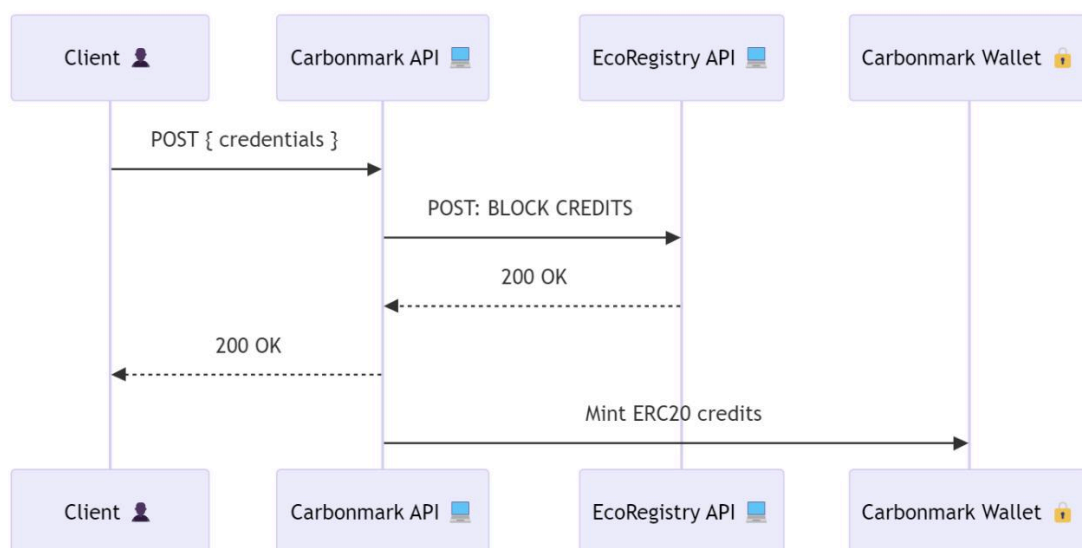 Client 👤 Carbonmark API 💻 EcoRegistry API 💻 Carbonmark Wallet 🔒
POST { credentials }
POST: BLOCK CREDITS
200 OK
200 OK
Mint ERC20 credits
Client 👤 Carbonmark API 💻 EcoRegistry API 💻 Carbonmark Wallet 🔒